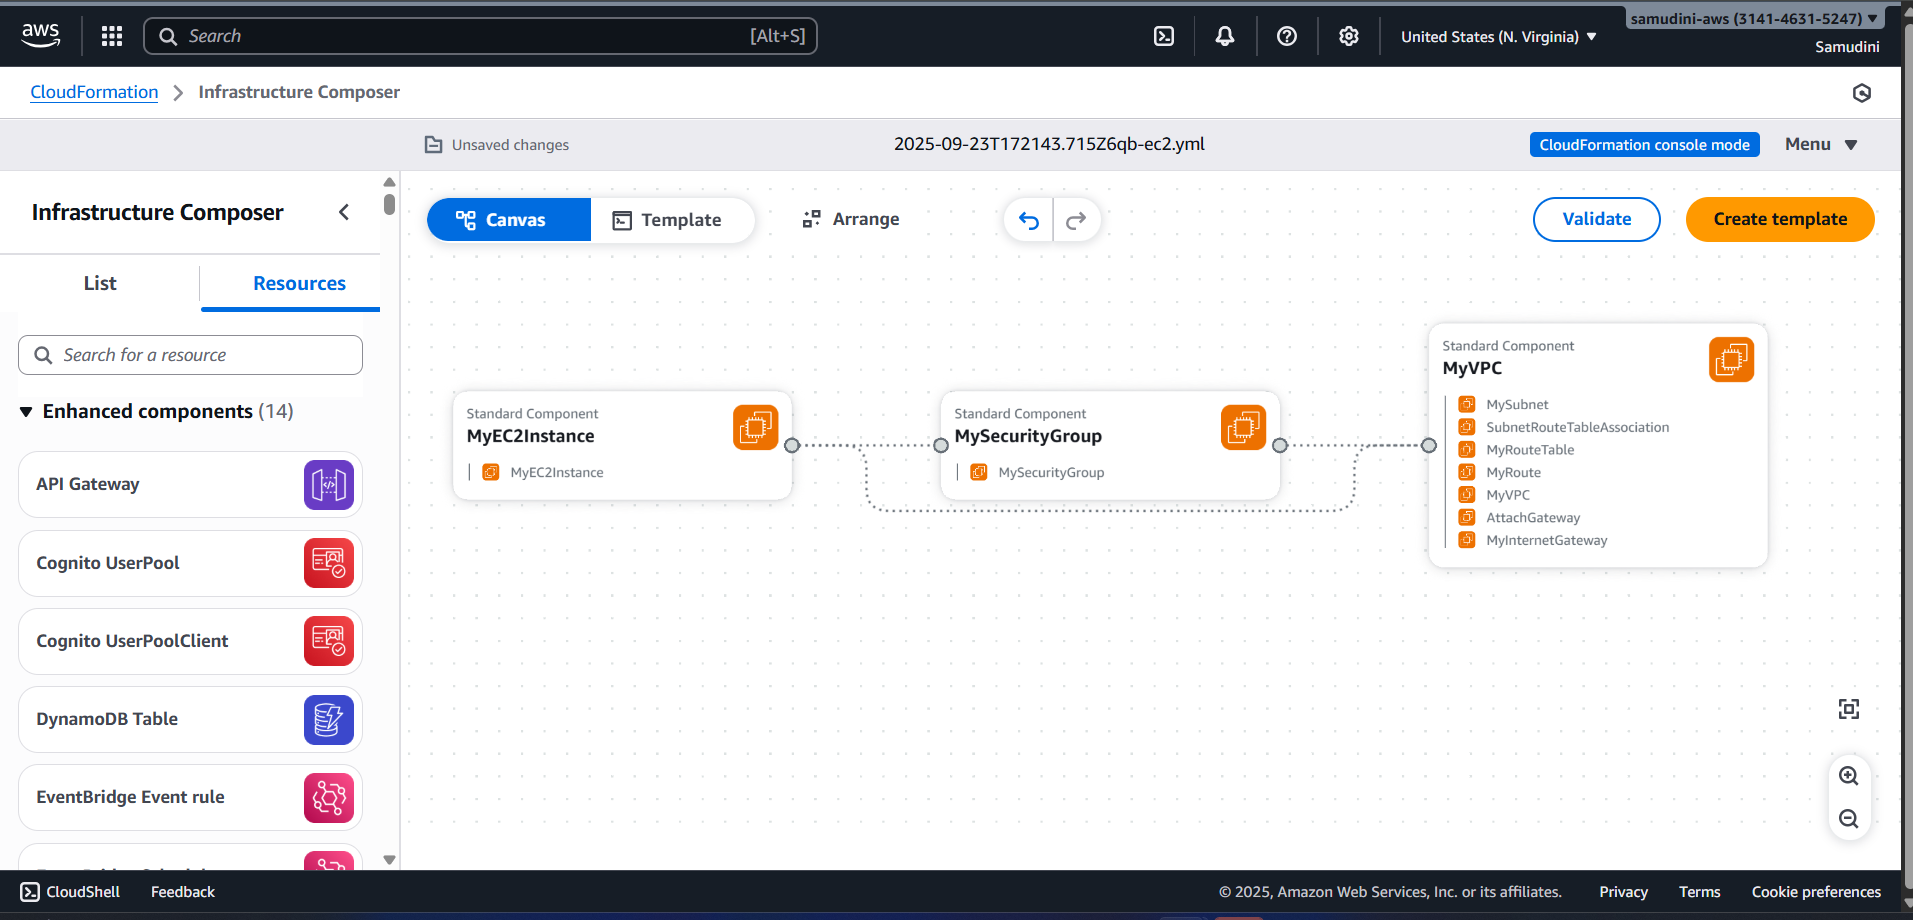 aws
Search
[Alt+S]
United States (N. Virginia)
samudini-aws (3141-4631-5247)
Samudini
CloudFormation
Infrastructure Composer
Unsaved changes
2025-09-23T172143.715Z6qb-ec2.yml
CloudFormation console mode
Menu
Infrastructure Composer
Canvas
Template
Arrange
Validate
Create template
List
Resources
Search for a resource
Enhanced components (14)
API Gateway
Cognito UserPool
Cognito UserPoolClient
DynamoDB Table
EventBridge Event rule
Standard Component
MyEC2Instance
MyEC2Instance
Standard Component
MySecurityGroup
MySecurityGroup
Standard Component
MyVPC
MySubnet
SubnetRouteTableAssociation
MyRouteTable
MyRoute
MyVPC
AttachGateway
MyInternetGateway
CloudShell
Feedback
© 2025, Amazon Web Services, Inc. or its affiliates.
Privacy
Terms
Cookie preferences